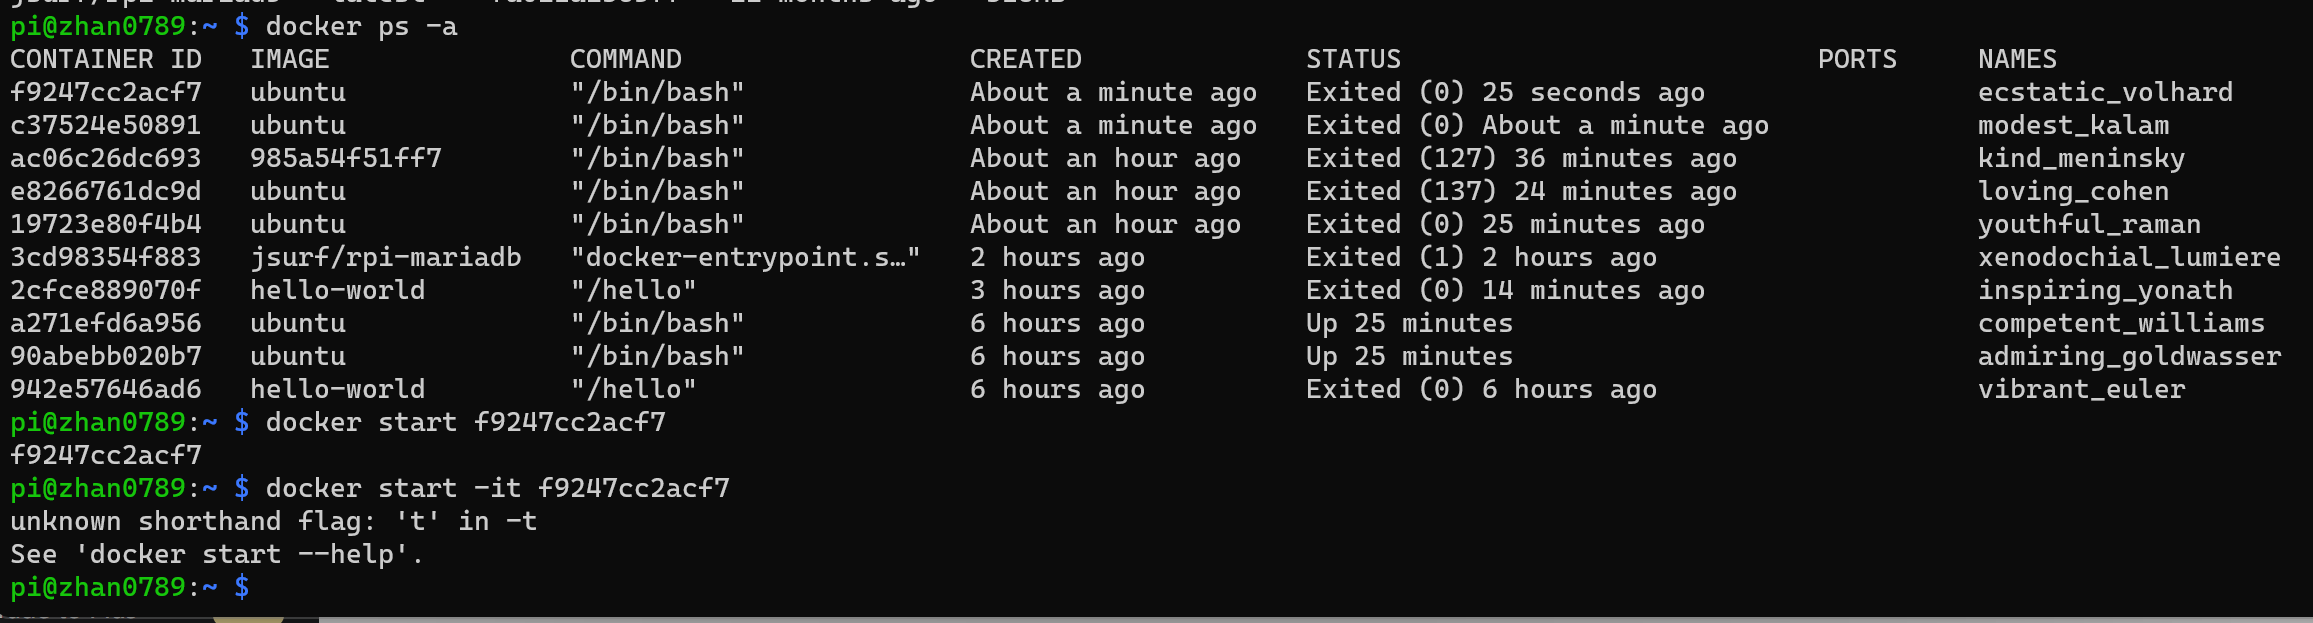 pi@zhan0789:~ $ docker ps -a
CONTAINER ID   IMAGE               COMMAND                  CREATED              STATUS                          PORTS     NAMES
f9247cc2acf7   ubuntu              "/bin/bash"              About a minute ago   Exited (0) 25 seconds ago                 ecstatic_volhard
c37524e50891   ubuntu              "/bin/bash"              About a minute ago   Exited (0) About a minute ago             modest_kalam
ac06c26dc693   985a54f51ff7        "/bin/bash"              About an hour ago    Exited (127) 36 minutes ago               kind_meninsky
e8266761dc9d   ubuntu              "/bin/bash"              About an hour ago    Exited (137) 24 minutes ago               loving_cohen
19723e80f4b4   ubuntu              "/bin/bash"              About an hour ago    Exited (0) 25 minutes ago                 youthful_raman
3cd98354f883   jsurf/rpi-mariadb   "docker-entrypoint.s…"   2 hours ago          Exited (1) 2 hours ago                    xenodochial_lumiere
2cfce889070f   hello-world         "/hello"                 3 hours ago          Exited (0) 14 minutes ago                 inspiring_yonath
a271efd6a956   ubuntu              "/bin/bash"              6 hours ago          Up 25 minutes                             competent_williams
90abebb020b7   ubuntu              "/bin/bash"              6 hours ago          Up 25 minutes                             admiring_goldwasser
942e57646ad6   hello-world         "/hello"                 6 hours ago          Exited (0) 6 hours ago                    vibrant_euler
pi@zhan0789:~ $ docker start f9247cc2acf7
f9247cc2acf7
pi@zhan0789:~ $ docker start -it f9247cc2acf7
unknown shorthand flag: 't' in -t
See 'docker start --help'.
pi@zhan0789:~ $